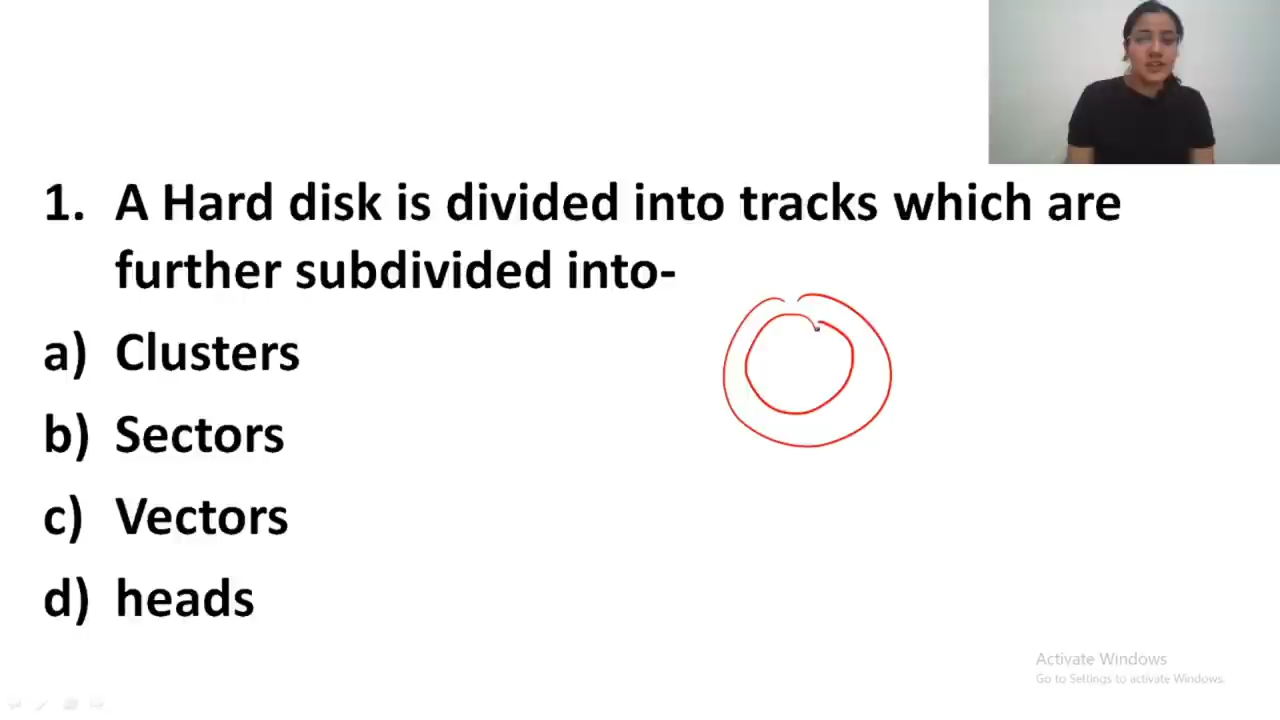 1. A Hard disk is divided into tracks which are
further subdivided into-
a) Clusters
b) Sectors
c) Vectors
d) heads
Activate Windows
Go to Settings to activate Windows.